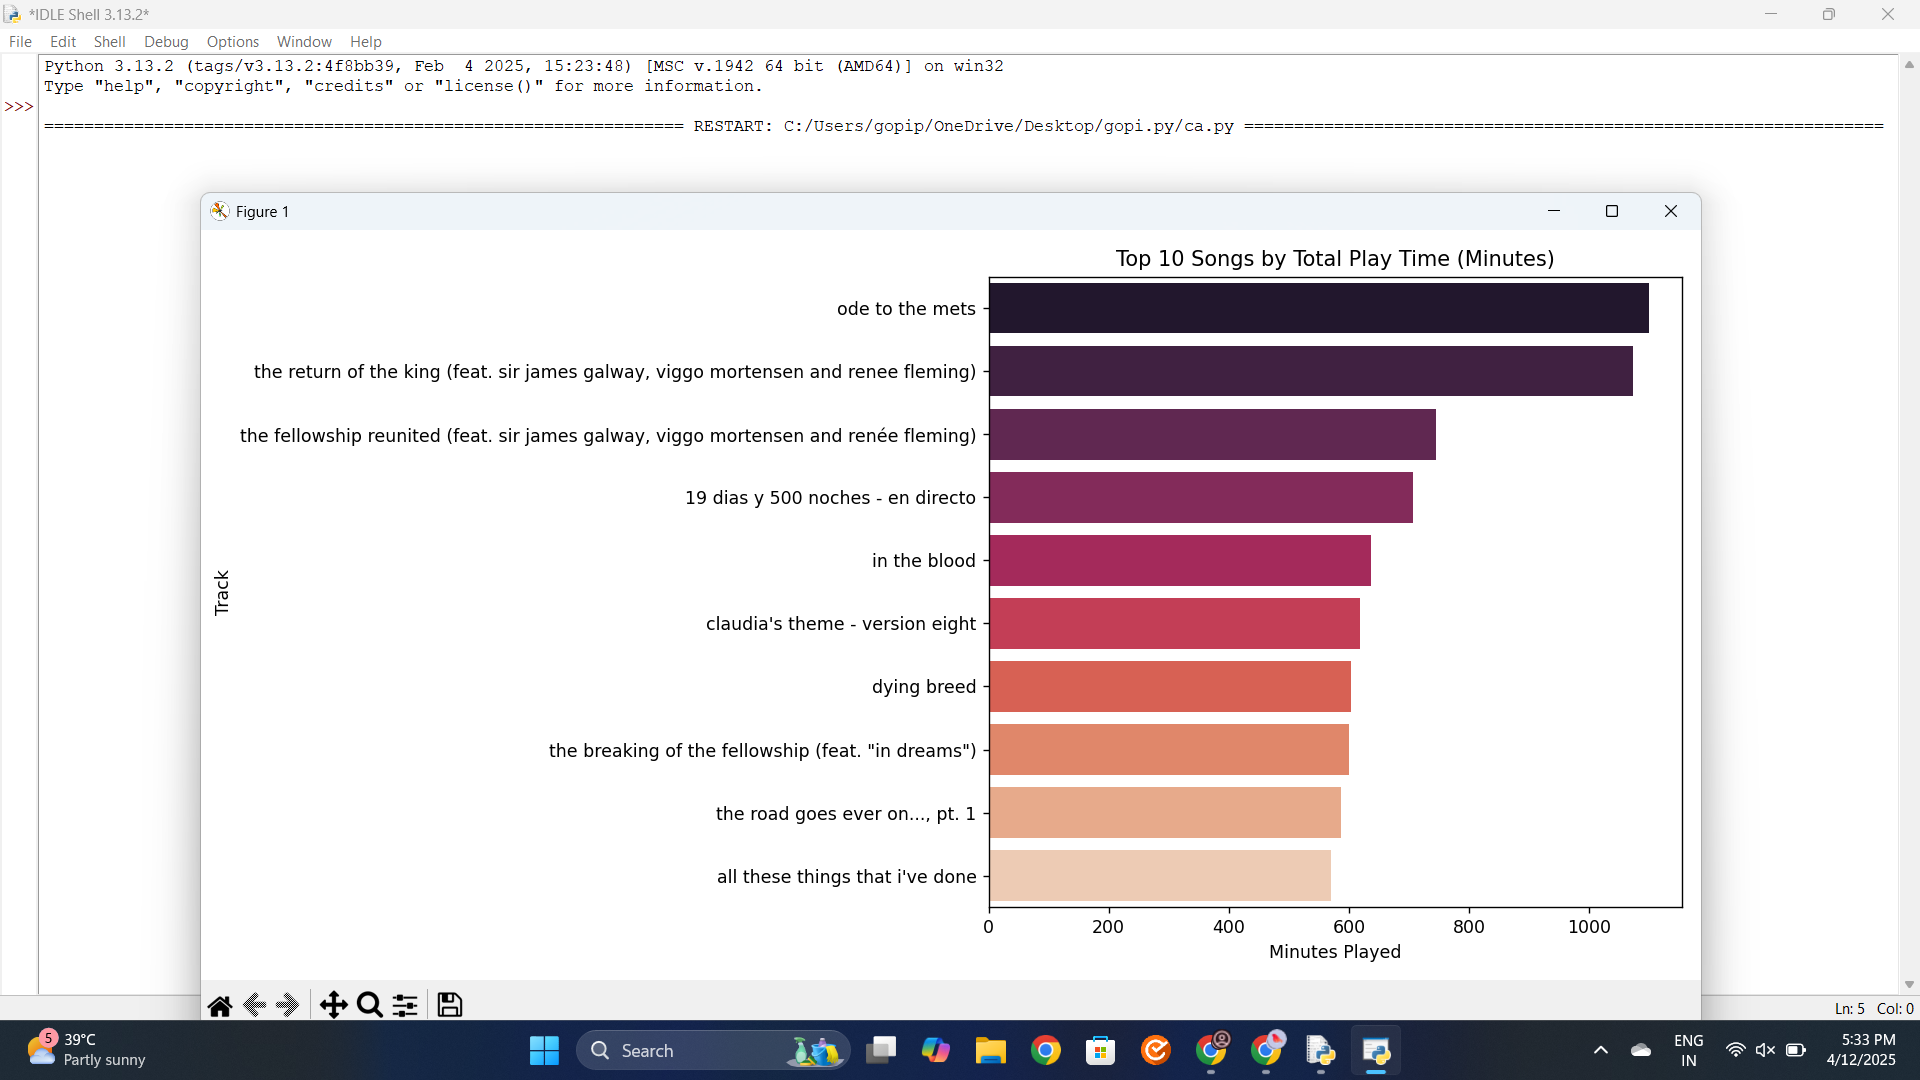 *IDLE Shell 3.13.2*
File Edit Shell Debug Options Window Help
Python 3.13.2 (tags/v3.13.2:4f8bb39, Feb  4 2025, 15:23:48) [MSC v.1942 64 bit (AMD64)] on win32
Type "help", "copyright", "credits" or "license()" for more information.
>>>
================================================================ RESTART: C:/Users/gopip/OneDrive/Desktop/gopi.py/ca.py ================================================================
Figure 1
Top 10 Songs by Total Play Time (Minutes)
ode to the mets
the return of the king (feat. sir james galway, viggo mortensen and renee fleming)
the fellowship reunited (feat. sir james galway, viggo mortensen and renée fleming)
19 dias y 500 noches - en directo
in the blood
Track
claudia's theme - version eight
dying breed
the breaking of the fellowship (feat. "in dreams")
the road goes ever on..., pt. 1
all these things that i've done
0 200 400 600 800 1000
Minutes Played
Ln: 5 Col: 0
5
39°C
Partly sunny
Search
ENG
IN
5:33 PM
4/12/2025